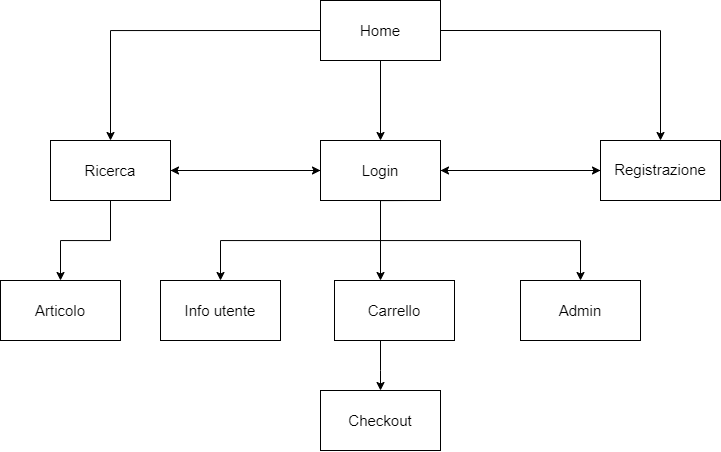 Home
Ricerca
Login
Registrazione
Articolo
Info utente
Carrello
Admin
Checkout